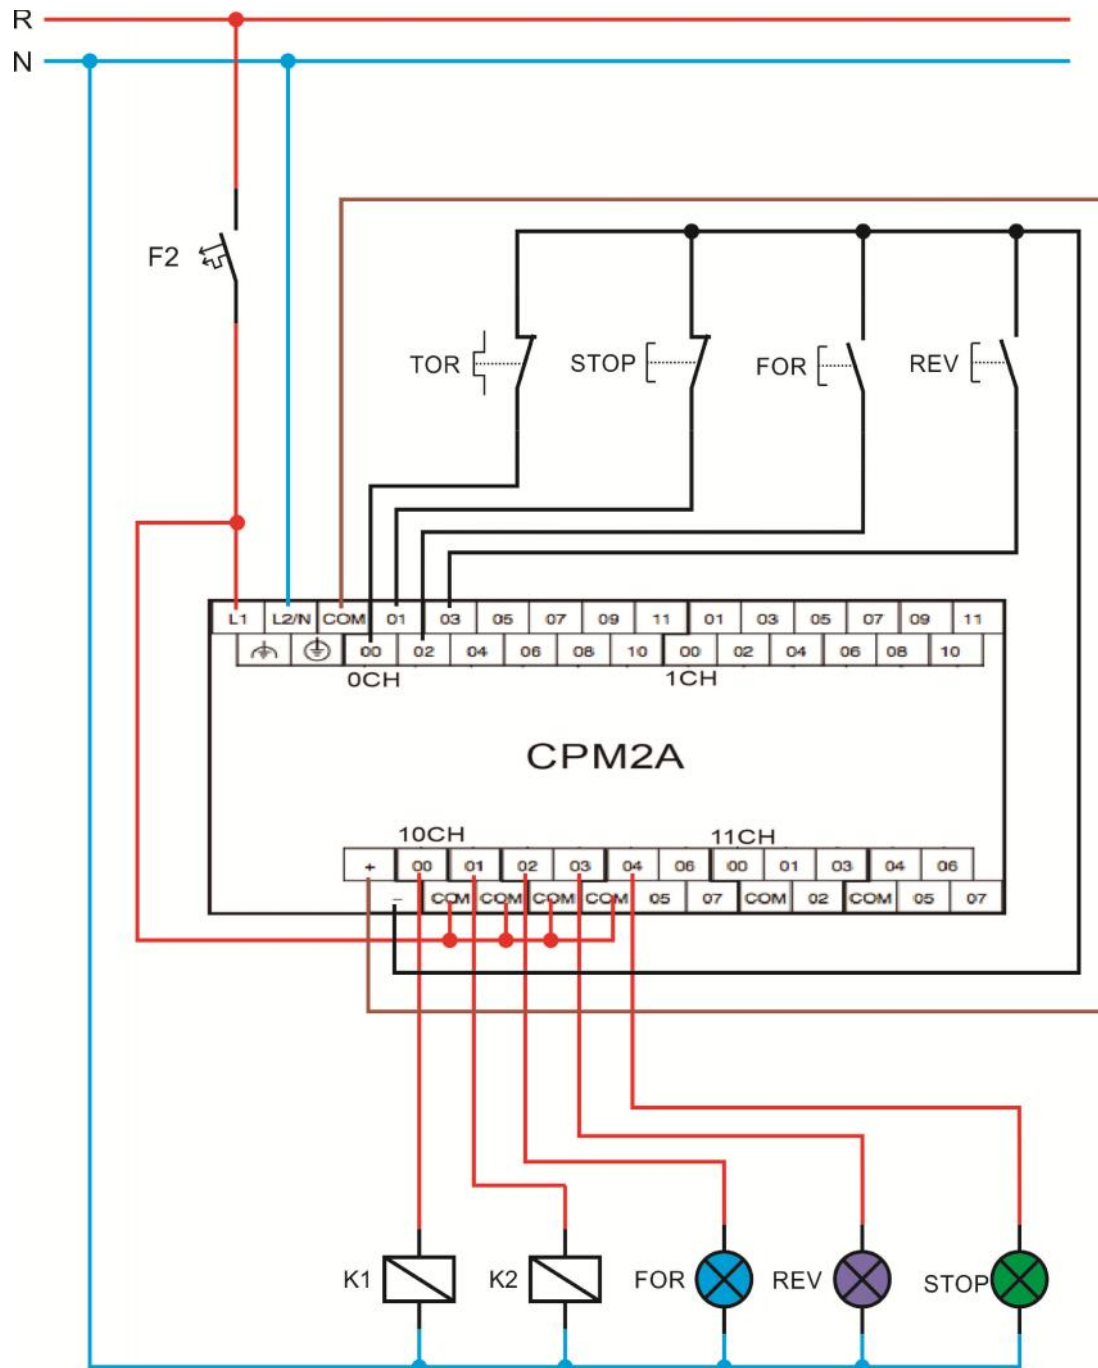 R
N
F2
TOR STOP FOR REV
L1 L2/N COM 01 03 05 07 09 11 01 03 05 07 09 11
00 02 04 06 08 10 00 02 04 06 08 10
0CH 1CH
CPM2A
10CH 11CH
+ 00 01 02 03 04 06 00 01 03 04 06
- COM COM COM COM 05 07 COM 02 COM 05 07
K1 K2 FOR REV STOP